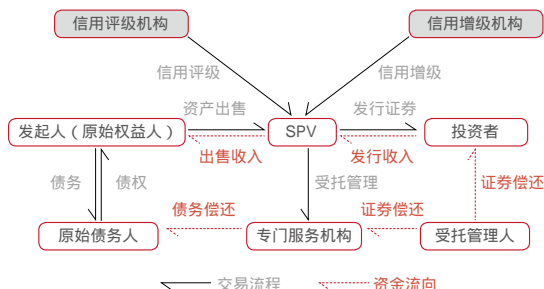 信用评级机构
信用增级机构
信用评级
信用增级
资产出售
发行证券
发起人（原始权益人）
SPV
投资者
出售收入
发行收入
债务
债权
受托管理
证券偿还
债务偿还
证券偿还
原始债务人
专门服务机构
受托管理人
交易流程
资金流向